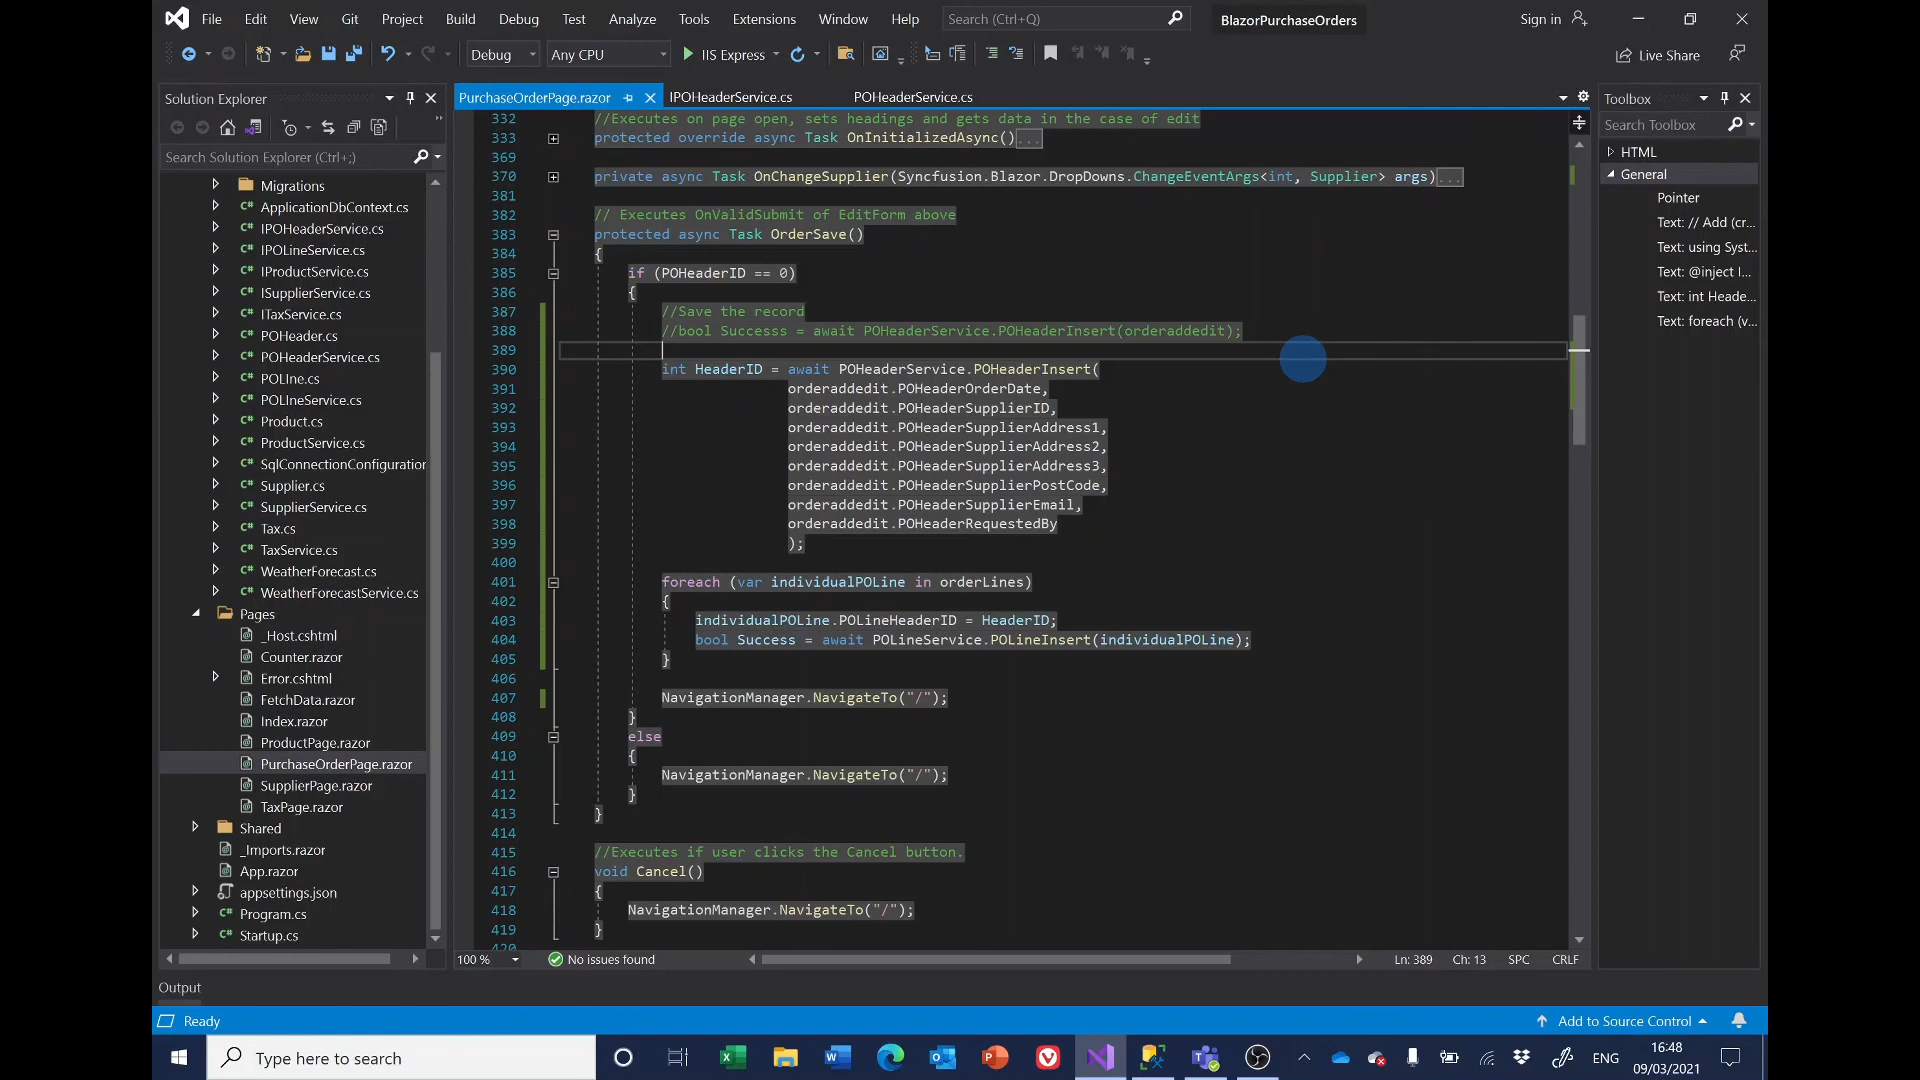 File Edit View Git Project Build Debug Test Analyze Tools Extensions Window Help Search (Ctrl+Q) BlazorPurchaseOrders Sign in
Debug Any CPU IIS Express Live Share
Solution Explorer
Search Solution Explorer (Ctrl+;)
Migrations
ApplicationDbContext.cs
IPOHeaderService.cs
IPOLineService.cs
IProductService.cs
ISupplierService.cs
ITaxService.cs
POHeader.cs
POHeaderService.cs
POLIne.cs
POLIneService.cs
Product.cs
ProductService.cs
SqlConnectionConfiguration
Supplier.cs
SupplierService.cs
Tax.cs
TaxService.cs
WeatherForecast.cs
WeatherForecastService.cs
Pages
_Host.cshtml
Counter.razor
Error.cshtml
FetchData.razor
Index.razor
ProductPage.razor
PurchaseOrderPage.razor
SupplierPage.razor
TaxPage.razor
Shared
_Imports.razor
App.razor
appsettings.json
Program.cs
Startup.cs
PurchaseOrderPage.razor IPOHeaderService.cs POHeaderService.cs
332 //Executes on page open, sets headings and gets data in the case of edit
333 protected override async Task OnInitializedAsync()...
369
370 private async Task OnChangeSupplier(Syncfusion.Blazor.DropDowns.ChangeEventArgs<int, Supplier> args)...
381
382 // Executes OnValidSubmit of EditForm above
383 protected async Task OrderSave()
384 {
385 if (POHeaderID == 0)
386 {
387 //Save the record
388 //bool Successs = await POHeaderService.POHeaderInsert(orderaddedit);
389
390 int HeaderID = await POHeaderService.POHeaderInsert(
391 orderaddedit.POHeaderOrderDate,
392 orderaddedit.POHeaderSupplierID,
393 orderaddedit.POHeaderSupplierAddress1,
394 orderaddedit.POHeaderSupplierAddress2,
395 orderaddedit.POHeaderSupplierAddress3,
396 orderaddedit.POHeaderSupplierPostCode,
397 orderaddedit.POHeaderSupplierEmail,
398 orderaddedit.POHeaderRequestedBy
399 );
400
401 foreach (var individualPOLine in orderLines)
402 {
403 individualPOLine.POLineHeaderID = HeaderID;
404 bool Success = await POLineService.POLineInsert(individualPOLine);
405 }
406
407 NavigationManager.NavigateTo("/");
408 }
409 else
410 {
411 NavigationManager.NavigateTo("/");
412 }
413 }
414
415 //Executes if user clicks the Cancel button.
416 void Cancel()
417 {
418 NavigationManager.NavigateTo("/");
419 }
420
100 % No issues found Ln: 389 Ch: 13 SPC CRLF
Toolbox
Search Toolbox
HTML
General
Pointer
Text: // Add (cr...
Text: using Syst...
Text: @inject I...
Text: int Heade...
Text: foreach (v...
Output
Ready Add to Source Control
Type here to search ENG 16:48
09/03/2021